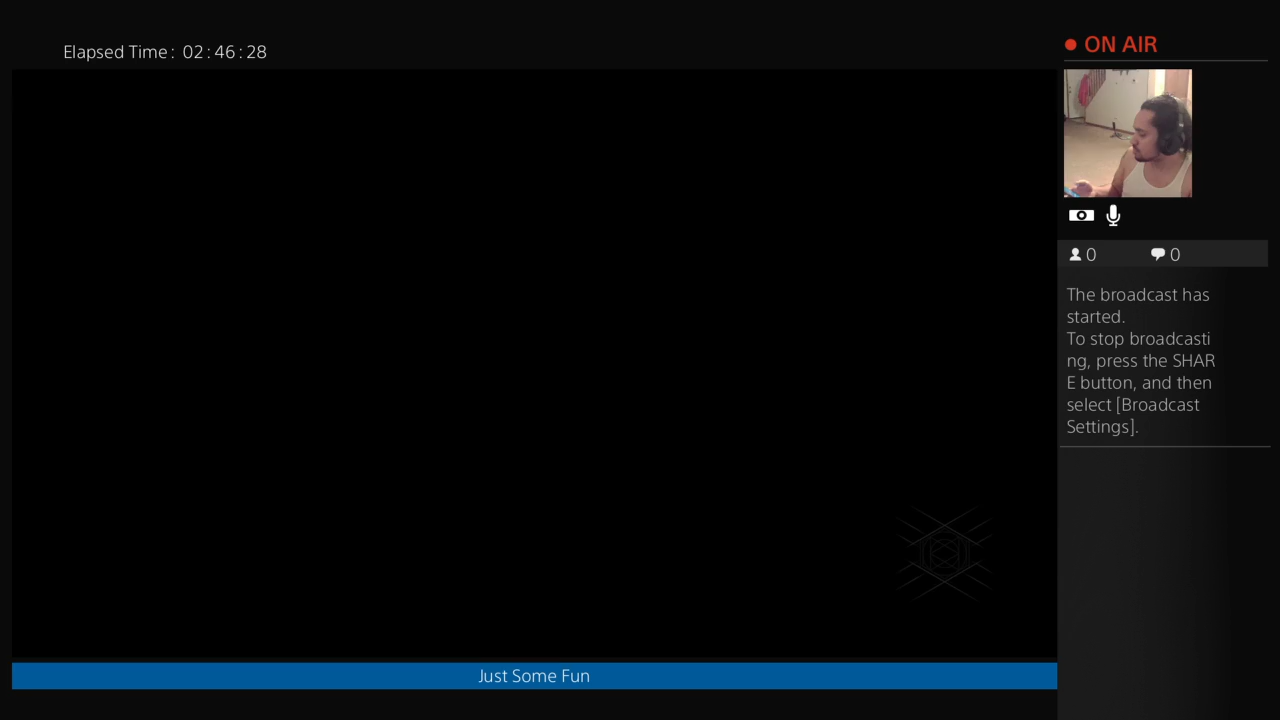 Elapsed Time: 02:46:28
ON AIR
0 0
The broadcast has
started.
To stop broadcasti
ng, press the SHAR
E button, and then
select [Broadcast
Settings].
Just Some Fun